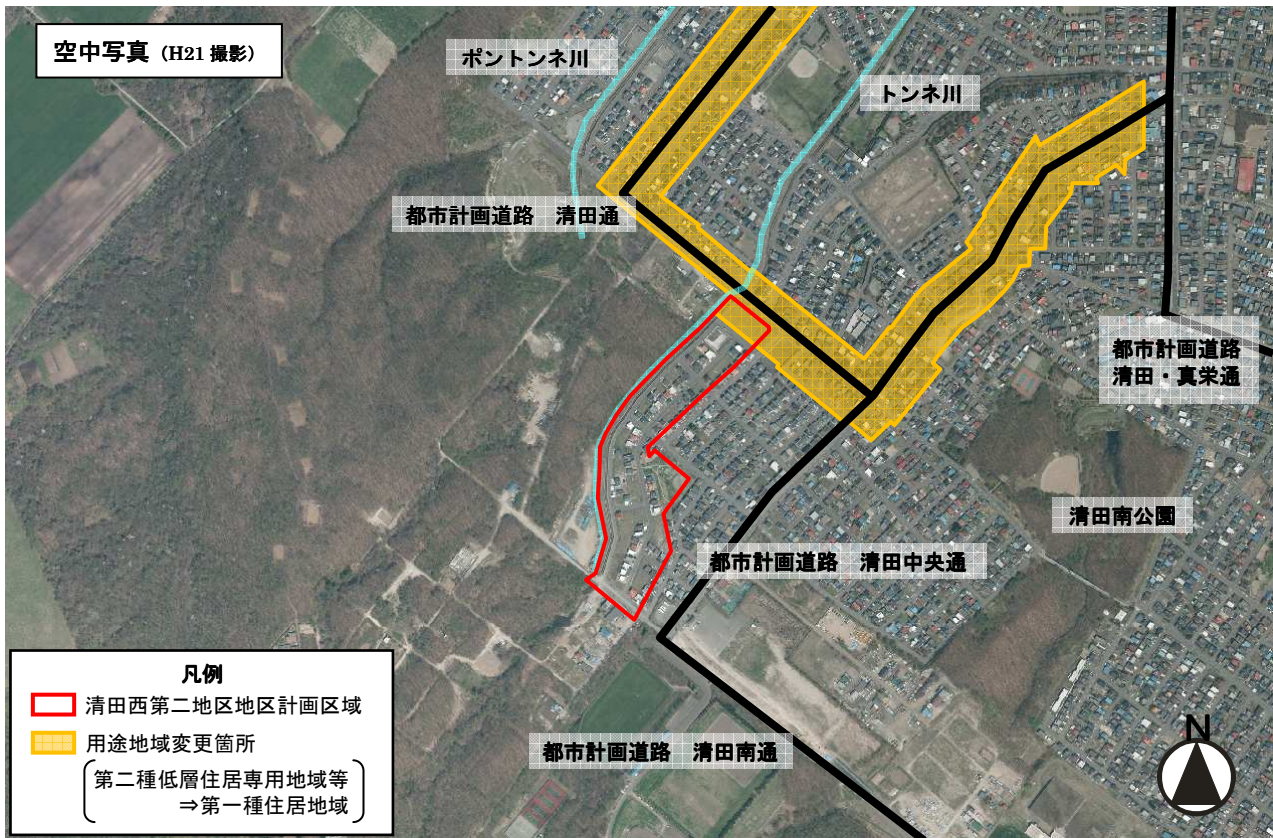 空中写真（H21 撮影）
ポントンネ川
トンネ川
都市計画道路　清田通
都市計画道路
清田・真栄通
清田南公園
都市計画道路　清田中央通
都市計画道路　清田南通
凡例
清田西第二地区地区計画区域
用途地域変更箇所
第二種低層住居専用地域等
⇒第一種住居地域
N